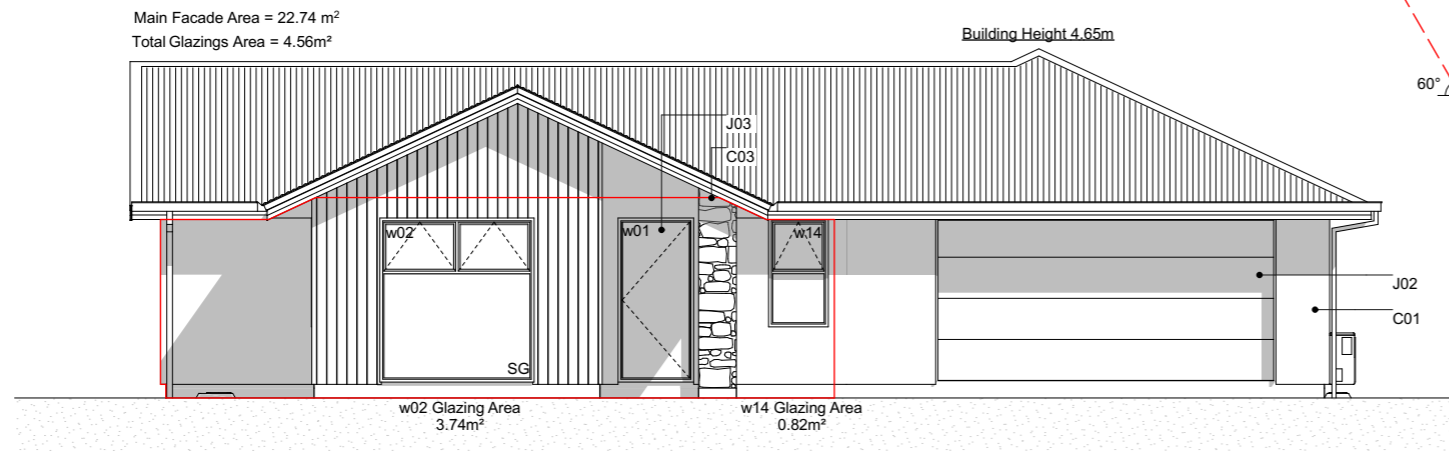 Main Facade Area = 22.74 m²
Total Glazings Area = 4.56m²
Building Height 4.65m
60°
J03
C03
w02
w01
w14
J02
C01
SG
w02 Glazing Area
3.74m²
w14 Glazing Area
0.82m²